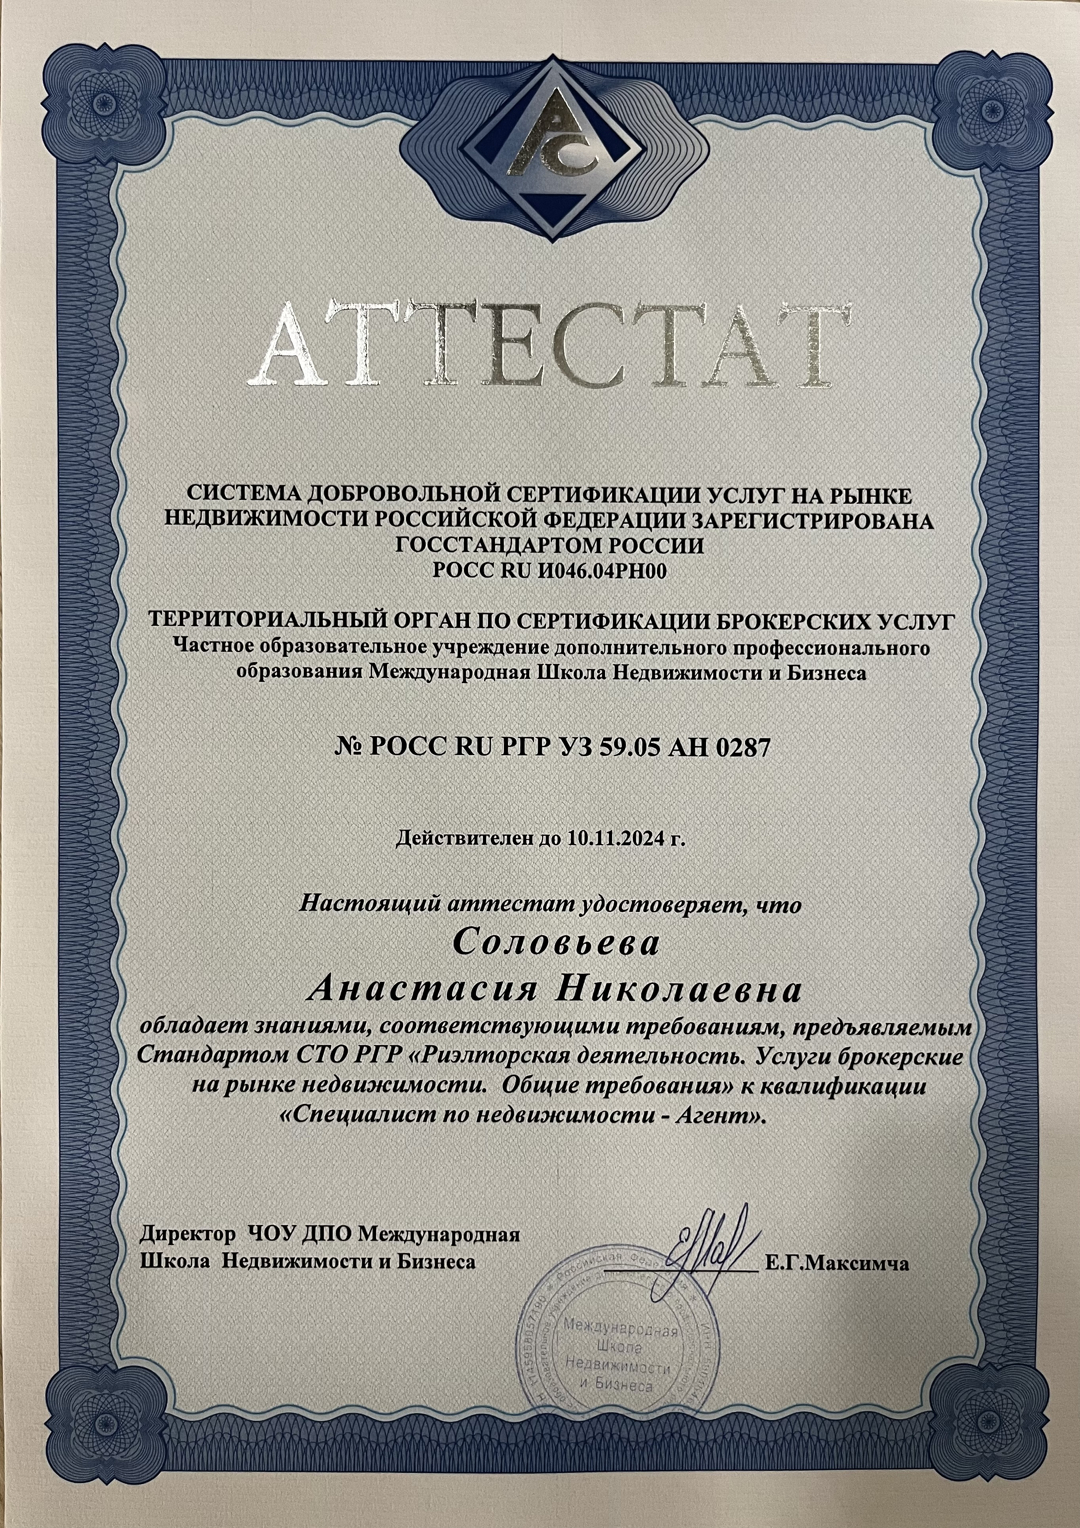 АС
АТТЕСТАТ
СИСТЕМА ДОБРОВОЛЬНОЙ СЕРТИФИКАЦИИ УСЛУГ НА РЫНКЕ
НЕДВИЖИМОСТИ РОССИЙСКОЙ ФЕДЕРАЦИИ ЗАРЕГИСТРИРОВАНА
ГОССТАНДАРТОМ РОССИИ
РОСС RU И046.04РН00
ТЕРРИТОРИАЛЬНЫЙ ОРГАН ПО СЕРТИФИКАЦИИ БРОКЕРСКИХ УСЛУГ
Частное образовательное учреждение дополнительного профессионального
образования Международная Школа Недвижимости и Бизнеса
№ РОСС RU РГР УЗ 59.05 АН 0287
Действителен до 10.11.2024 г.
Настоящий аттестат удостоверяет, что
Соловьева
Анастасия Николаевна
обладает знаниями, соответствующими требованиям, предъявляемым
Стандартом СТО РГР «Риэлторская деятельность. Услуги брокерские
на рынке недвижимости. Общие требования» к квалификации
«Специалист по недвижимости - Агент».
Директор ЧОУ ДПО Международная
Школа Недвижимости и Бизнеса
Е.Г.Максимча
Российская
Международная
Школа
Недвижимости
и Бизнеса